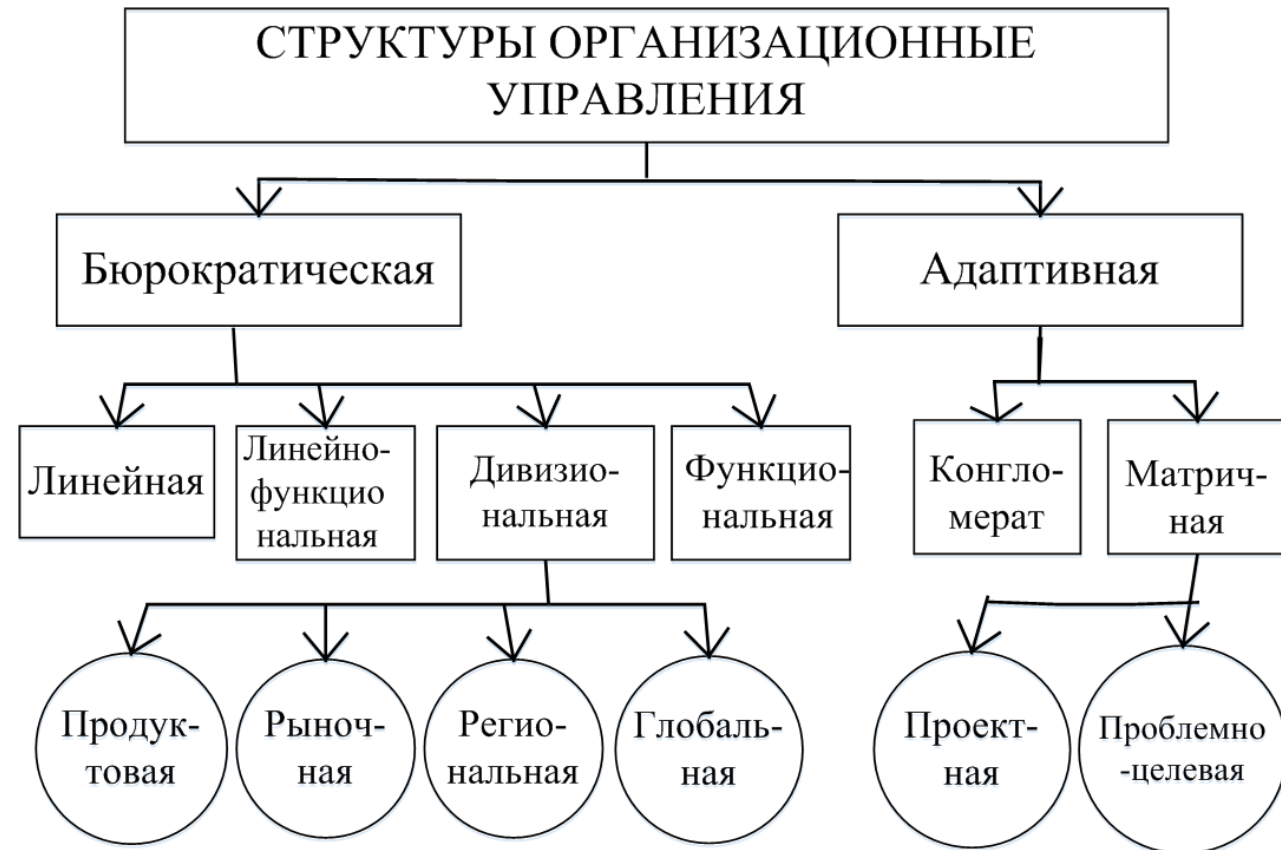 СТРУКТУРЫ ОРГАНИЗАЦИОННЫЕ
УПРАВЛЕНИЯ
Бюрократическая
Адаптивная
Линейная
Линейно-
функцио
нальная
Дивизио-
нальная
Функцио-
нальная
Конгло-
мерат
Матрич-
ная
Продук-
товая
Рыноч-
ная
Регио-
нальная
Глобаль-
ная
Проект-
ная
Проблемно
-целевая